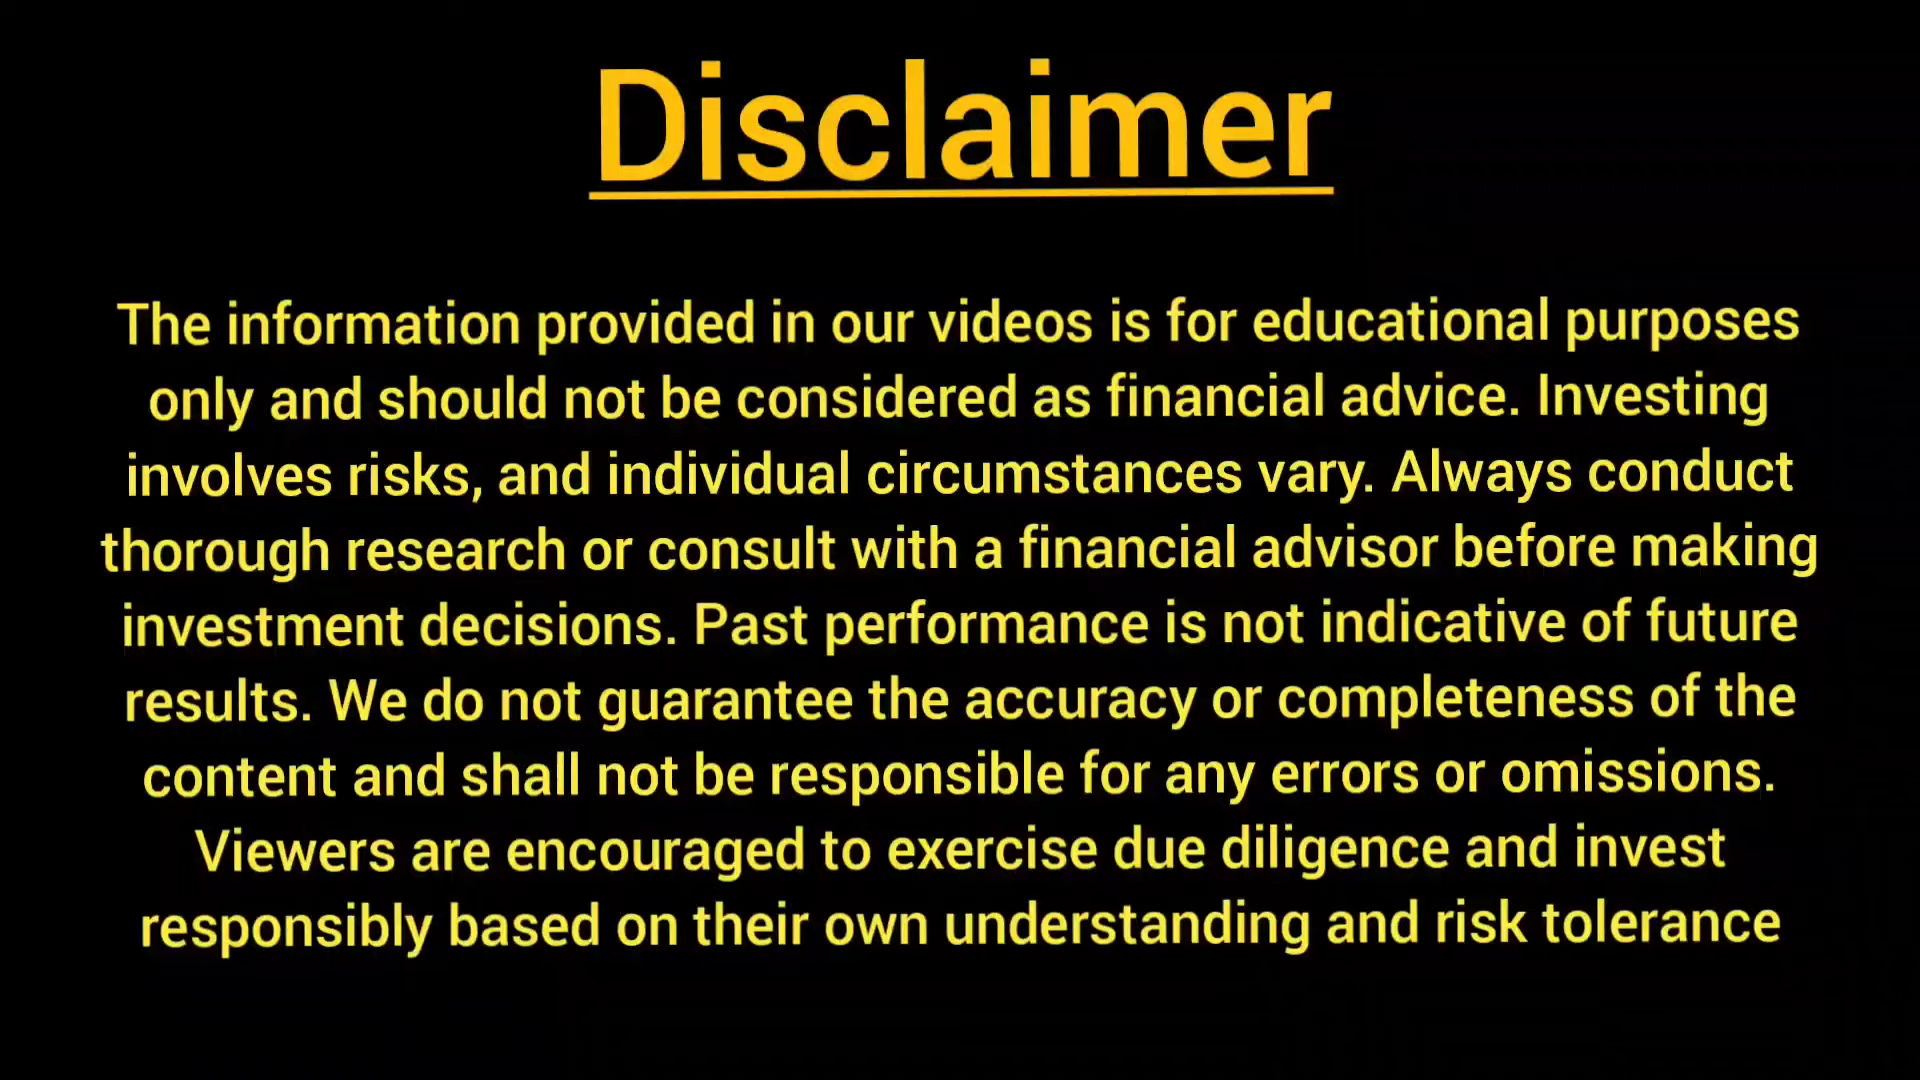 Disclaimer
The information provided in our videos is for educational purposes
only and should not be considered as financial advice. Investing
involves risks, and individual circumstances vary. Always conduct
thorough research or consult with a financial advisor before making
investment decisions. Past performance is not indicative of future
results. We do not guarantee the accuracy or completeness of the
content and shall not be responsible for any errors or omissions.
Viewers are encouraged to exercise due diligence and invest
responsibly based on their own understanding and risk tolerance